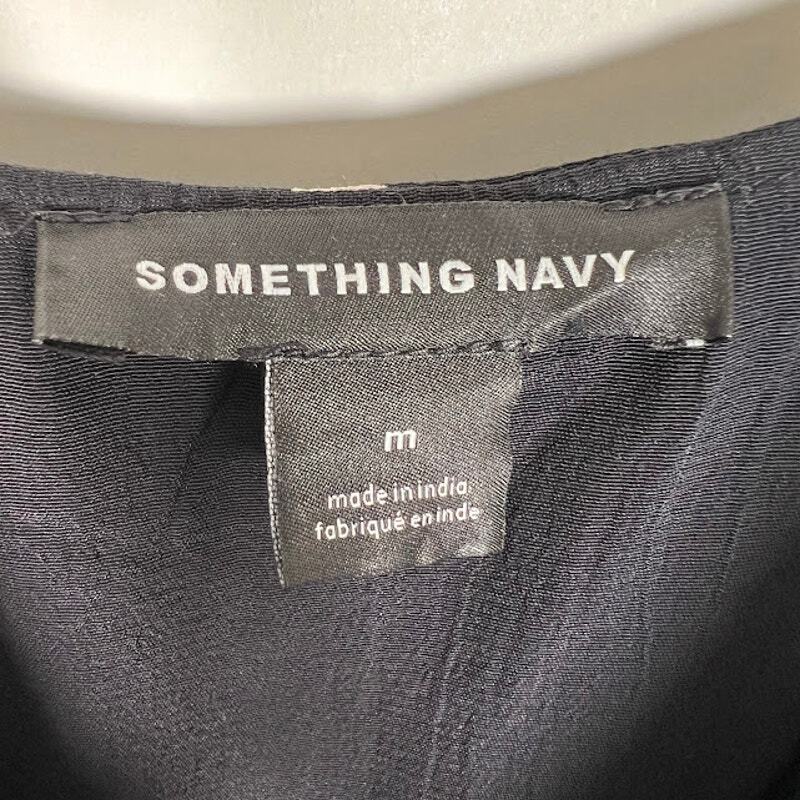 SOMETHING NAVY
m
made in india
fabriqué en inde